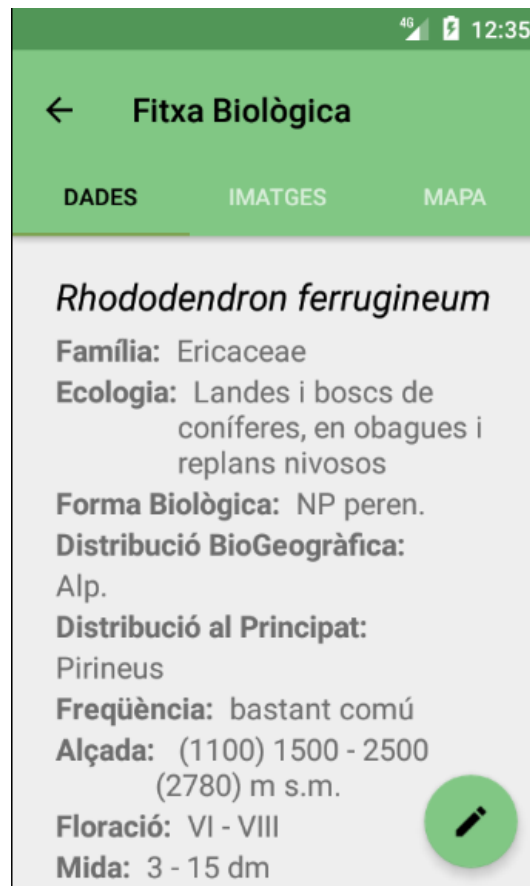 4G 12:35
Fitxa Biològica
DADES IMATGES MAPA
Rhododendron ferrugineum
Família: Ericaceae
Ecologia: Landes i boscs de
coníferes, en obagues i
replans nivosos
Forma Biològica: NP peren.
Distribució BioGeogràfica:
Alp.
Distribució al Principat:
Pirineus
Freqüència: bastant comú
Alçada: (1100) 1500 - 2500
(2780) m s.m.
Floració: VI - VIII
Mida: 3 - 15 dm